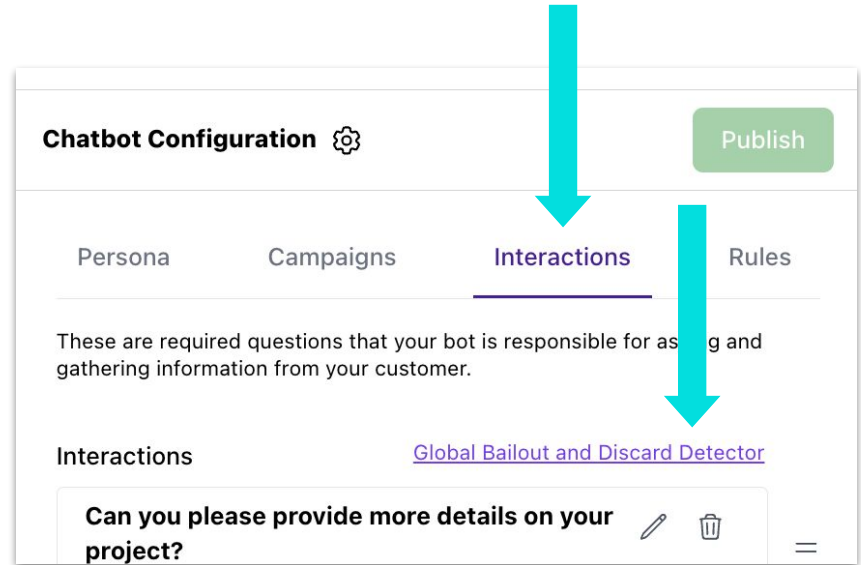 Chatbot Configuration
Publish
Persona Campaigns Interactions Rules
These are required questions that your bot is responsible for as g and
gathering information from your customer.
Interactions
Global Bailout and Discard Detector
Can you please provide more details on your
project?